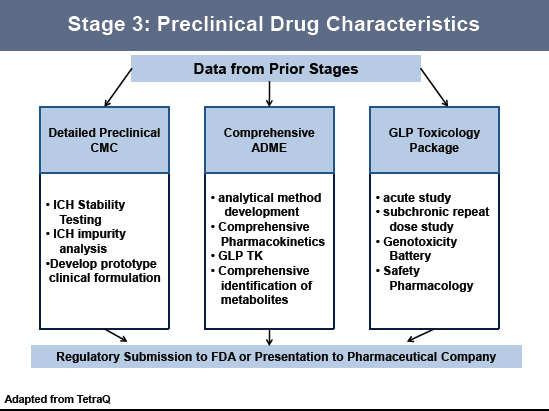 Stage 3: Preclinical Drug Characteristics
Data from Prior Stages
Detailed Preclinical
CMC
• ICH Stability
Testing
• ICH impurity
analysis
•Develop prototype
clinical formulation
Comprehensive
ADME
• analytical method
development
• Comprehensive
Pharmacokinetics
• GLP TK
• Comprehensive
identification of
metabolites
GLP Toxicology
Package
• acute study
• subchronic repeat
dose study
• Genotoxicity
Battery
• Safety
Pharmacology
Regulatory Submission to FDA or Presentation to Pharmaceutical Company
Adapted from TetraQ